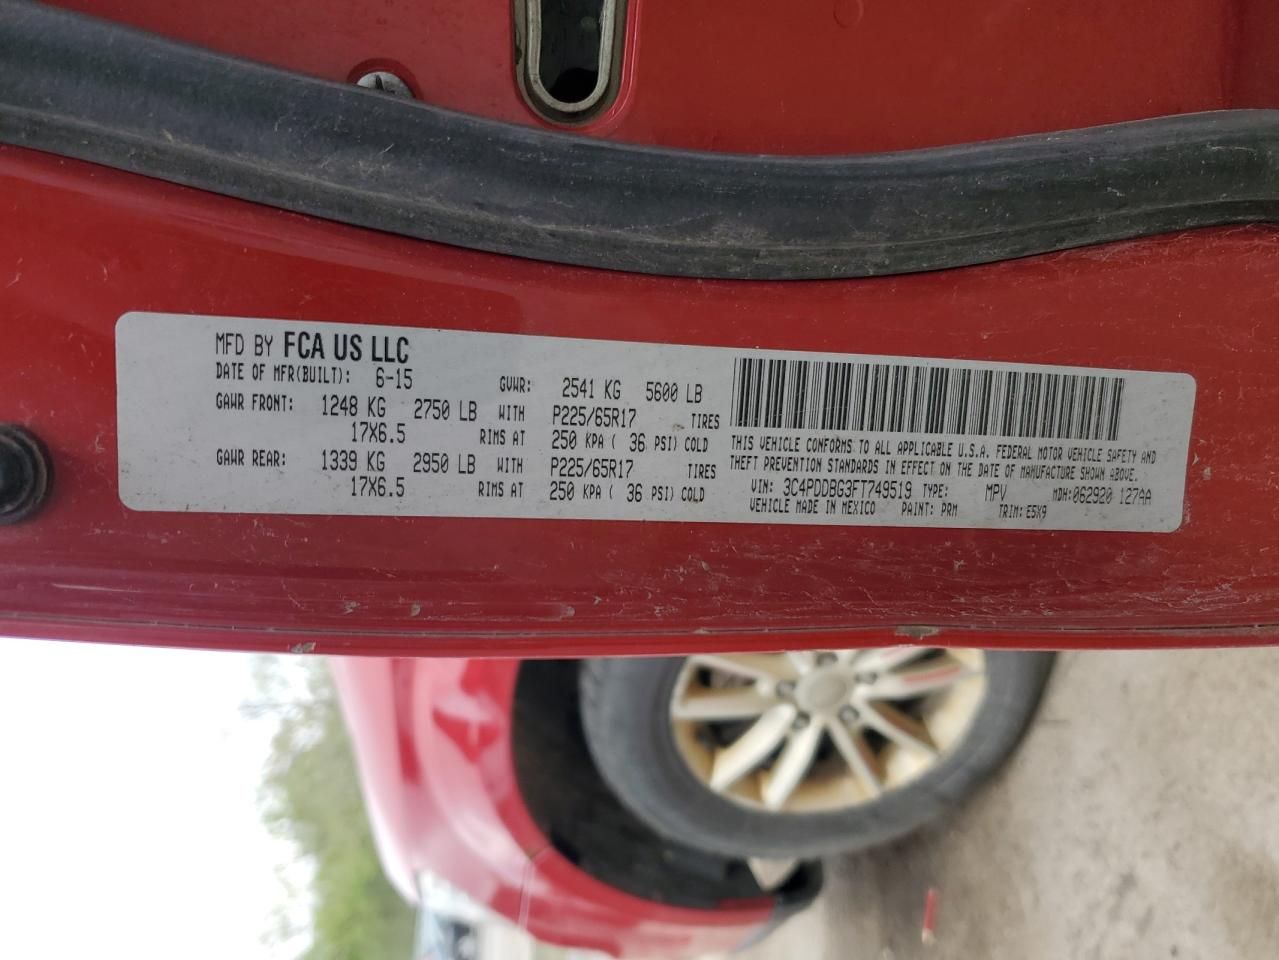 MFD BY FCA US LLC
DATE OF MFR(BUILT): 6-15 GVWR: 2541 KG 5600 LB
GAWR FRONT: 1248 KG 2750 LB WITH P225/65R17 TIRES
17X6.5 RIMS AT 250 KPA ( 36 PSI) COLD
GAWR REAR: 1339 KG 2950 LB WITH P225/65R17 TIRES
17X6.5 RIMS AT 250 KPA ( 36 PSI) COLD
THIS VEHICLE CONFORMS TO ALL APPLICABLE U.S.A. FEDERAL MOTOR VEHICLE SAFETY AND
THEFT PREVENTION STANDARDS IN EFFECT ON THE DATE OF MANUFACTURE SHOWN ABOVE.
VIN: 3C4PDDBG3FT749519 TYPE: MPV MDH:062920 127AA
VEHICLE MADE IN MEXICO PAINT: PRM TRIM: E5X9